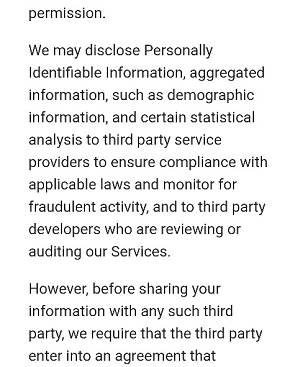 permission.
We may disclose Personally
Identifiable Information, aggregated
information, such as demographic
information, and certain statistical
analysis to third party service
providers to ensure compliance with
applicable laws and monitor for
fraudulent activity, and to third party
developers who are reviewing or
auditing our Services.
However, before sharing your
information with any such third
party, we require that the third party
enter into an agreement that